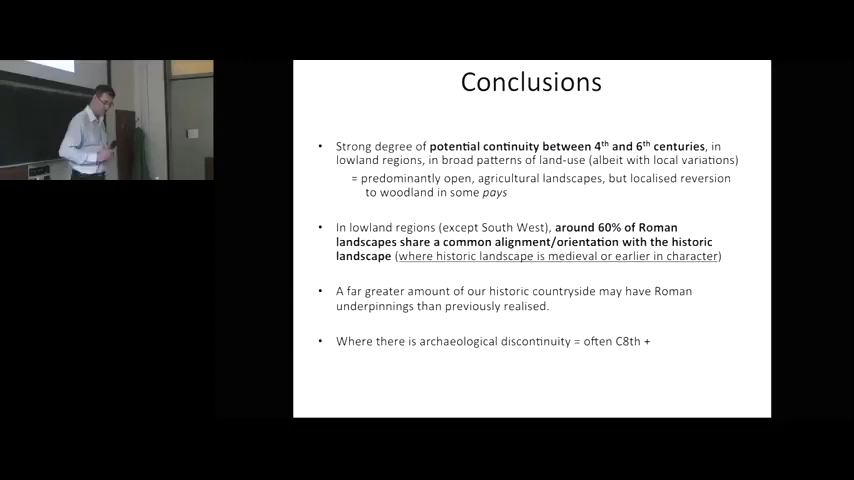 Conclusions
• Strong degree of potential continuity between 4th and 6th centuries, in
lowland regions, in broad patterns of land-use (albeit with local variations)
= predominantly open, agricultural landscapes, but localised reversion
to woodland in some pays
• In lowland regions (except South West), around 60% of Roman
landscapes share a common alignment/orientation with the historic
landscape (where historic landscape is medieval or earlier in character)
• A far greater amount of our historic countryside may have Roman
underpinnings than previously realised.
• Where there is archaeological discontinuity = often C8th +